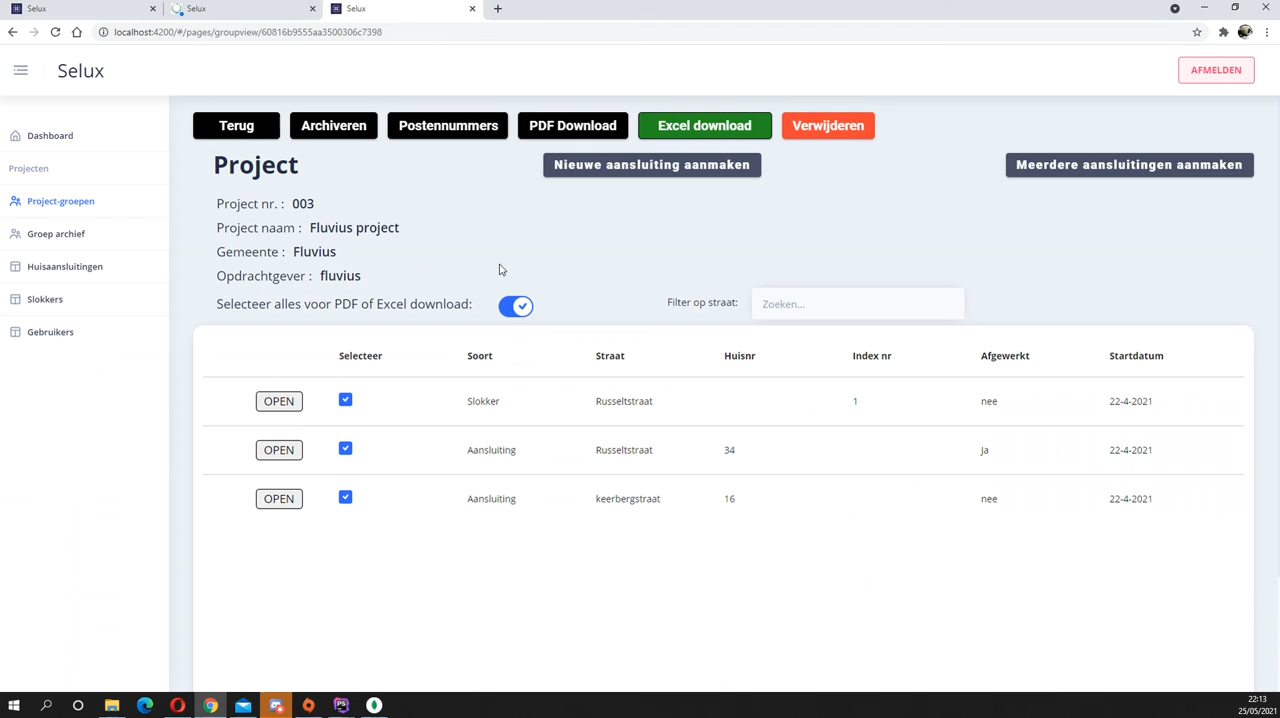 Selux
Selux
Selux
localhost:4200/#/pages/groupview/60816b9555aa3500306c7398
Selux
AFMELDEN
Dashboard
Projecten
Project-groepen
Groep archief
Huisaansluitingen
Slokkers
Gebruikers
Terug Archiveren Postennummers PDF Download Excel download Verwijderen
Project Nieuwe aansluiting aanmaken Meerdere aansluitingen aanmaken
Project nr. : 003
Project naam : Fluvius project
Gemeente : Fluvius
Opdrachtgever : fluvius
Selecteer alles voor PDF of Excel download: Filter op straat: Zoeken...
Selecteer Soort Straat Huisnr Index nr Afgewerkt Startdatum
OPEN Slokker Russeltstraat 1 nee 22-4-2021
OPEN Aansluiting Russeltstraat 34 Ja 22-4-2021
OPEN Aansluiting keerbergstraat 16 nee 22-4-2021
PS
22:13
25/05/2021